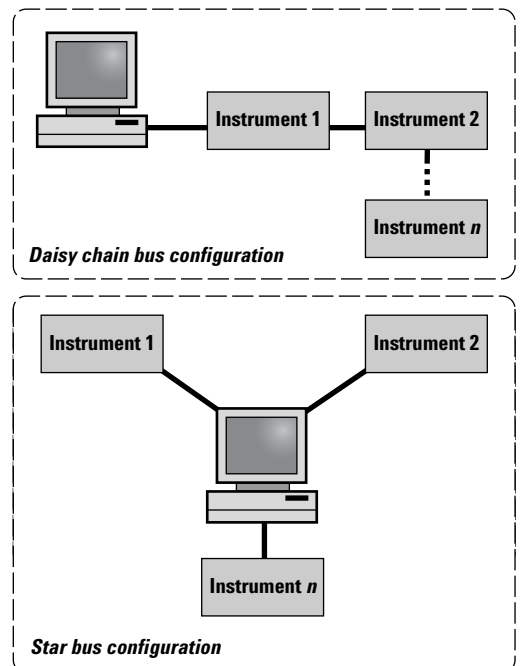 Instrument 1
Instrument 2
Instrument n
Daisy chain bus configuration
Instrument 1
Instrument 2
Instrument n
Star bus configuration